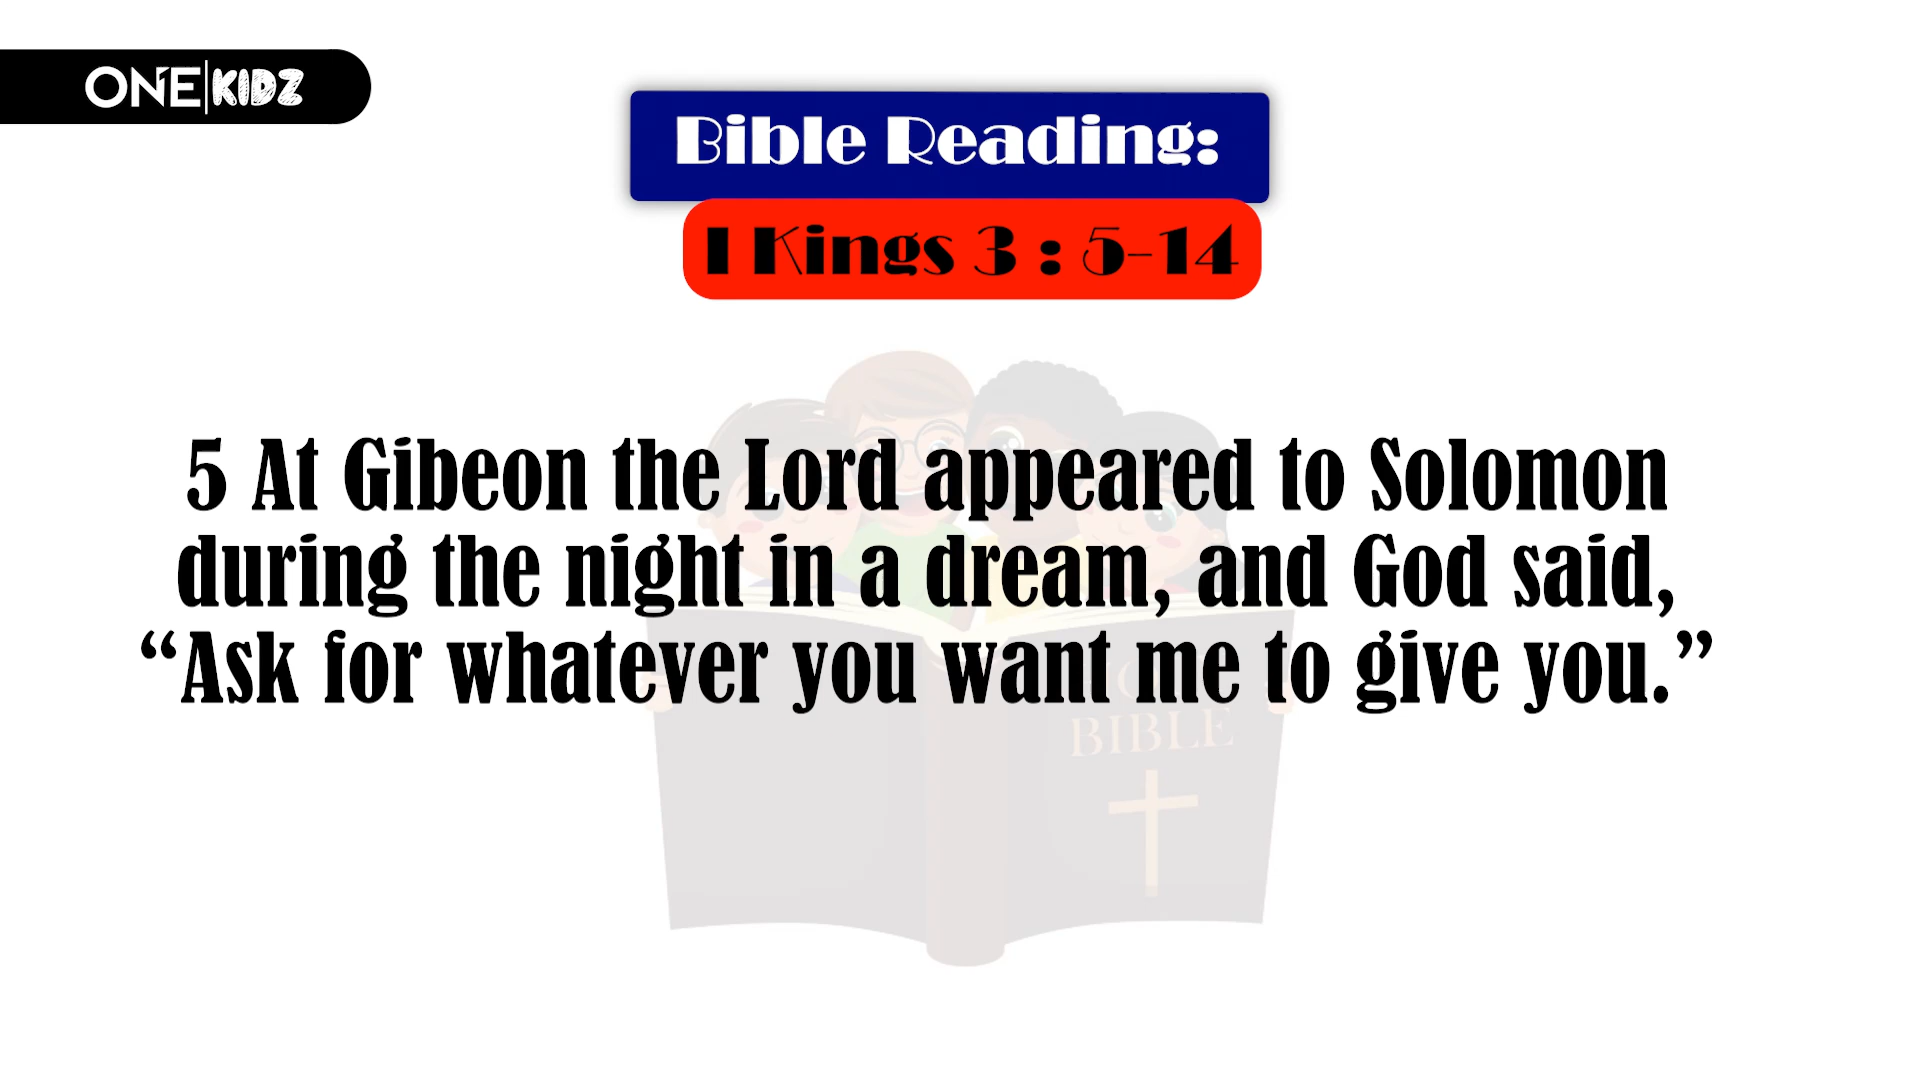 ONE|KIDZ
Bible Reading:
1 Kings 3 : 5-14
5 At Gibeon the Lord appeared to Solomon
during the night in a dream, and God said,
“Ask for whatever you want me to give you.”
BIBLE